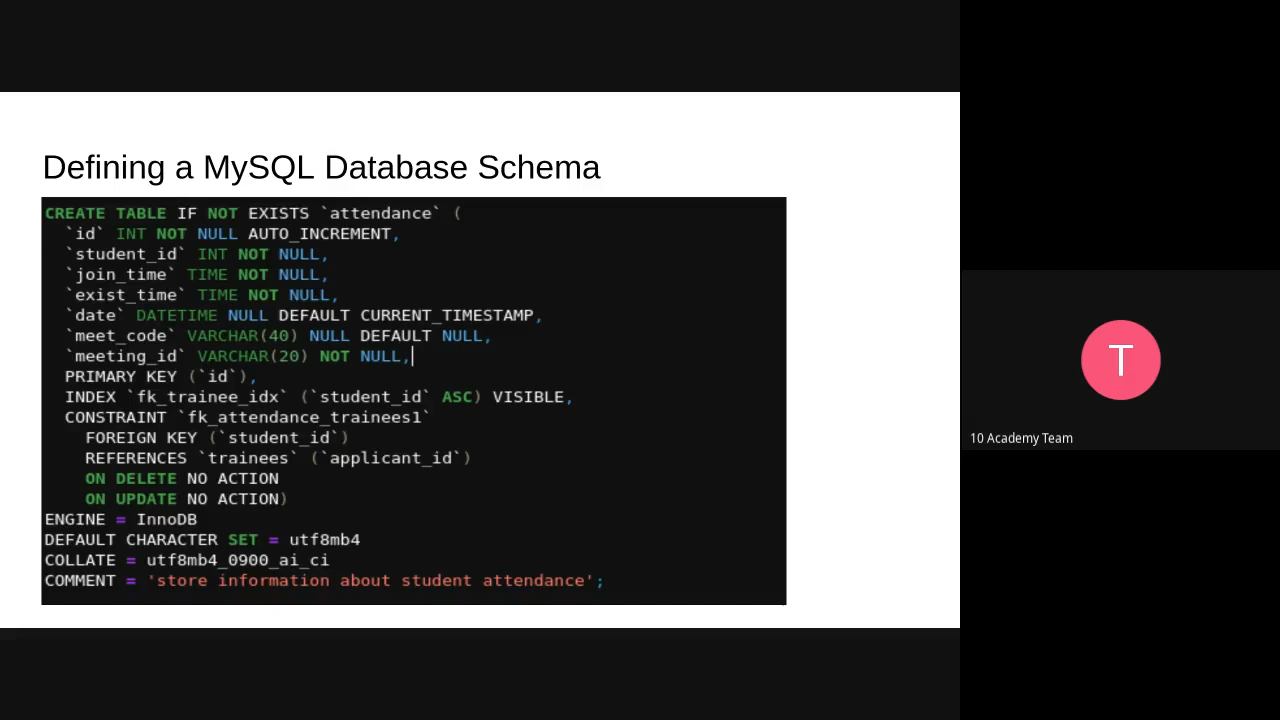 Defining a MySQL Database Schema
CREATE TABLE IF NOT EXISTS `attendance` (
`id` INT NOT NULL AUTO_INCREMENT,
`student_id` INT NOT NULL,
`join_time` TIME NOT NULL,
`exist_time` TIME NOT NULL,
`date` DATETIME NULL DEFAULT CURRENT_TIMESTAMP,
`meet_code` VARCHAR(40) NULL DEFAULT NULL,
`meeting_id` VARCHAR(20) NOT NULL,
PRIMARY KEY (`id`),
INDEX `fk_trainee_idx` (`student_id` ASC) VISIBLE,
CONSTRAINT `fk_attendance_trainees1`
FOREIGN KEY (`student_id`)
REFERENCES `trainees` (`applicant_id`)
ON DELETE NO ACTION
ON UPDATE NO ACTION)
ENGINE = InnoDB
DEFAULT CHARACTER SET = utf8mb4
COLLATE = utf8mb4_0900_ai_ci
COMMENT = 'store information about student attendance';
T
10 Academy Team